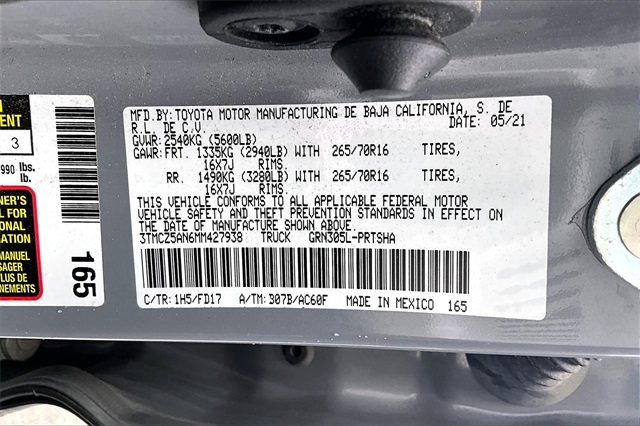 MFD.BY:TOYOTA MOTOR MANUFACTURING DE BAJA CALIFORNIA, S. DE
R.L. DE C.V. DATE: 05/21
GVWR: 2540KG (5600LB)
GAWR: FRT. 1335KG (2940LB) WITH 265/70R16 TIRES,
16X7J RIMS.
RR. 1490KG (3280LB) WITH 265/70R16 TIRES,
16X7J RIMS.
THIS VEHICLE CONFORMS TO ALL APPLICABLE FEDERAL MOTOR
VEHICLE SAFETY AND THEFT PREVENTION STANDARDS IN EFFECT ON
THE DATE OF MANUFACTURE SHOWN ABOVE.
3TMCZ5AN6MM427938 TRUCK GRN305L-PRTSHA
C/TR: 1H5/FD17 A/TM: B07B/AC60F MADE IN MEXICO 165
3
990 lbs.
lb.
165